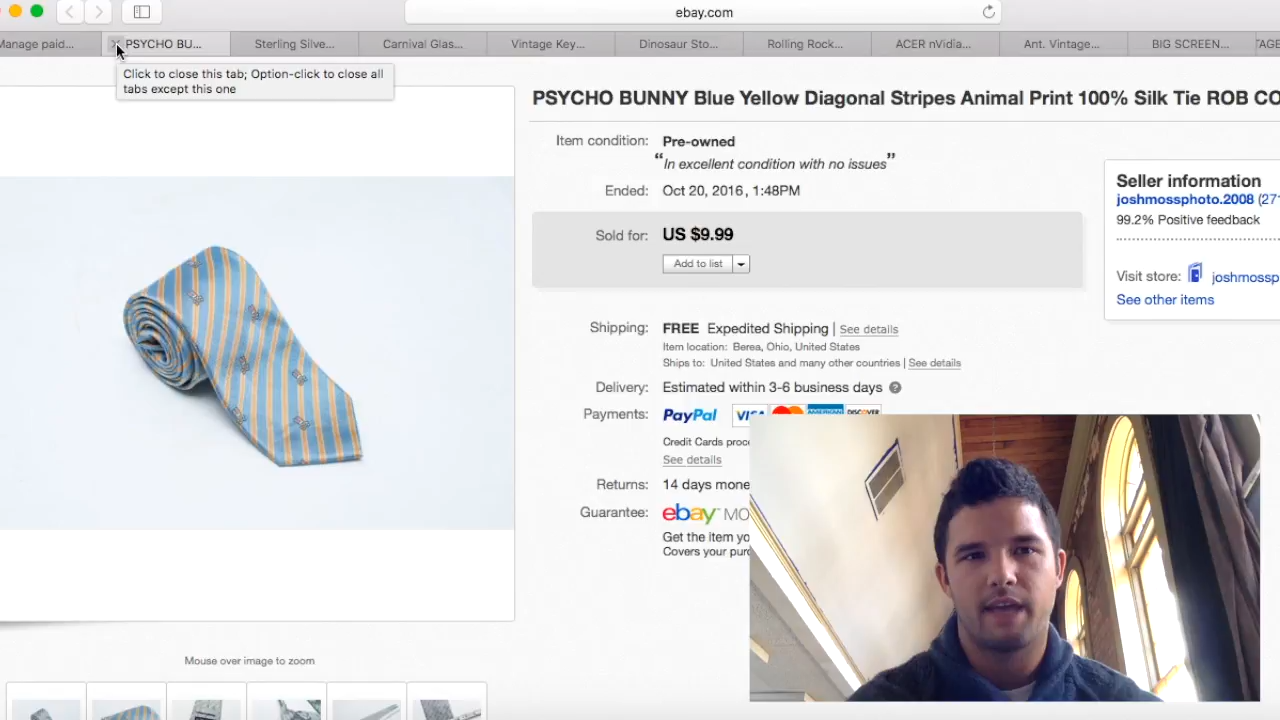 ebay.com
Manage paid...
PSYCHO BU...
Sterling Silve...
Carnival Glas...
Vintage Key...
Dinosaur Sto...
Rolling Rock...
ACER nVidia...
Ant. Vintage...
BIG SCREEN...
Click to close this tab; Option-click to close all
tabs except this one
PSYCHO BUNNY Blue Yellow Diagonal Stripes Animal Print 100% Silk Tie ROB CO
Item condition: Pre-owned
“In excellent condition with no issues”
Ended: Oct 20, 2016, 1:48PM
Sold for: US $9.99
Add to list
Shipping: FREE Expedited Shipping | See details
Item location: Berea, Ohio, United States
Ships to: United States and many other countries | See details
Delivery: Estimated within 3-6 business days ?
Payments: PayPal VISA AMERICAN DISCOVER
Credit Cards proc
See details
Returns: 14 days mone
Guarantee: ebay MO
Get the item yo
Covers your purc
Seller information
joshmossphoto.2008 (271
99.2% Positive feedback
Visit store: joshmossp
See other items
Mouse over image to zoom